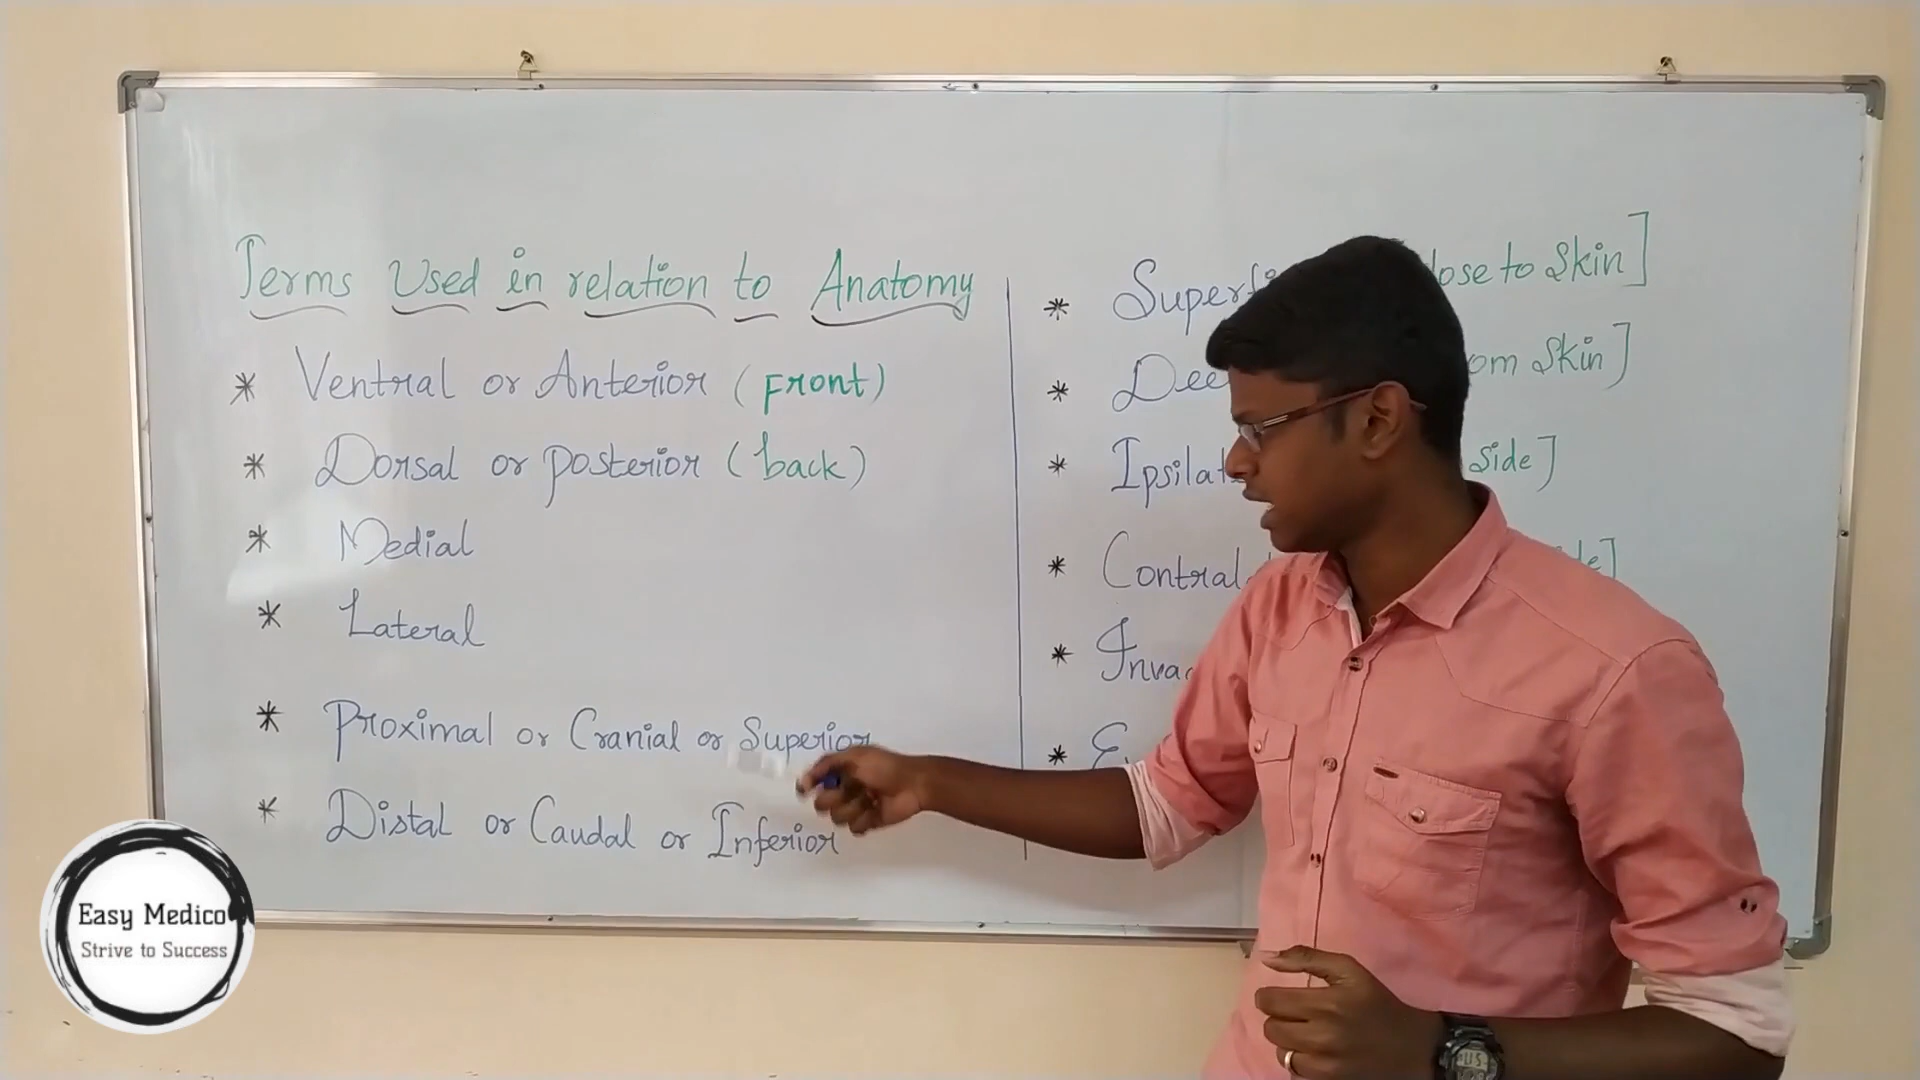 Terms Used in relation to Anatomy
* Ventral or Anterior (Front)
* Dorsal or posterior (back)
* Medial
* Lateral
* Proximal or Cranial or Superior
* Distal or Caudal or Inferior
* Superf lose to Skin]
* Dee om Skin]
* Ipsilat Side]
* Contral de]
* Inva
*
Easy Medico
Strive to Success